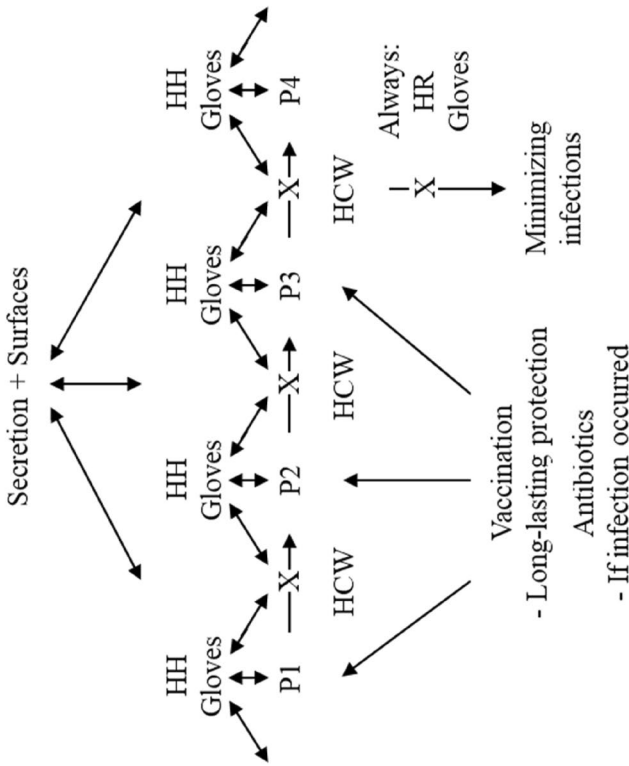 Secretion + Surfaces
HH HH HH HH
Gloves Gloves Gloves Gloves
P1 X P2 X P3 X P4
HCW HCW HCW
Always:
X HR
Gloves
Vaccination
- Long-lasting protection
Antibiotics
- If infection occurred
Minimizing
infections